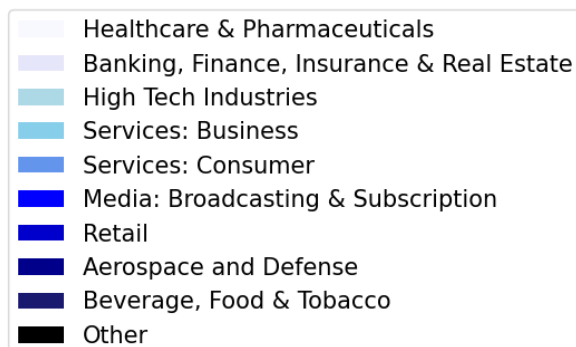 Healthcare & Pharmaceuticals
Banking, Finance, Insurance & Real Estate
High Tech Industries
Services: Business
Services: Consumer
Media: Broadcasting & Subscription
Retail
Aerospace and Defense
Beverage, Food & Tobacco
Other